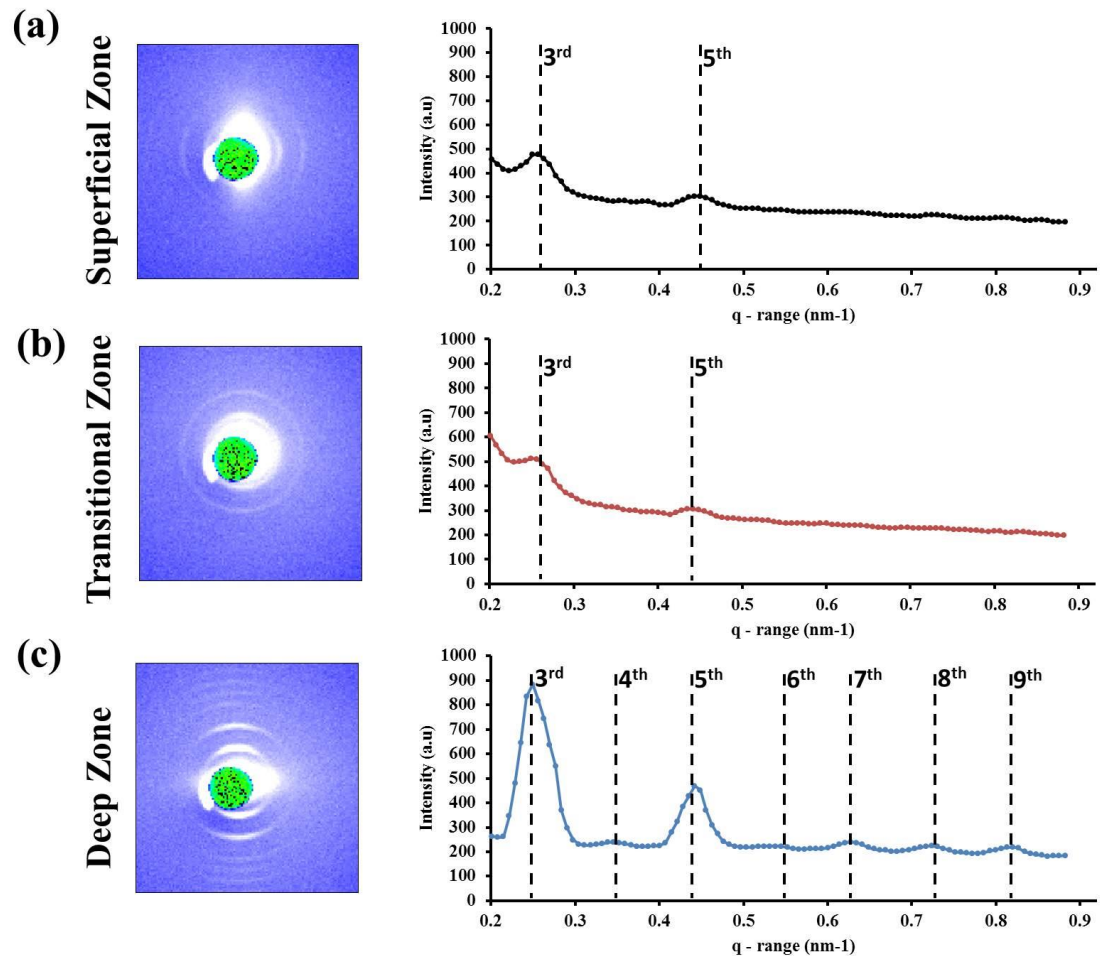 (a)
Superficial Zone
1000
900
800
700
600
500
400
300
200
100
0
Intensity (a.u)
3rd
5th
0.2 0.3 0.4 0.5 0.6 0.7 0.8 0.9
q - range (nm-1)
(b)
Transitional Zone
1000
900
800
700
600
500
400
300
200
100
0
Intensity (a.u)
3rd
5th
0.2 0.3 0.4 0.5 0.6 0.7 0.8 0.9
q - range (nm-1)
(c)
Deep Zone
1000
900
800
700
600
500
400
300
200
100
0
Intensity (a.u)
3rd 4th 5th 6th 7th 8th 9th
0.2 0.3 0.4 0.5 0.6 0.7 0.8 0.9
q - range (nm-1)